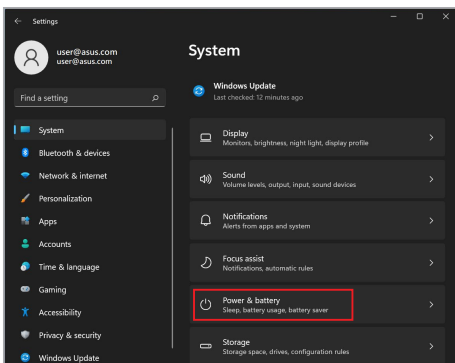 Settings
user@asus.com
user@asus.com
Find a setting
System
Bluetooth & devices
Network & internet
Personalization
Apps
Accounts
Time & language
Gaming
Accessibility
Privacy & security
Windows Update
System
Windows Update
Last checked: 12 minutes ago
Display
Monitors, brightness, night light, display profile
Sound
Volume levels, output, input, sound devices
Notifications
Alerts from apps and system
Focus assist
Notifications, automatic rules
Power & battery
Sleep, battery usage, battery saver
Storage
Storage space, drives, configuration rules